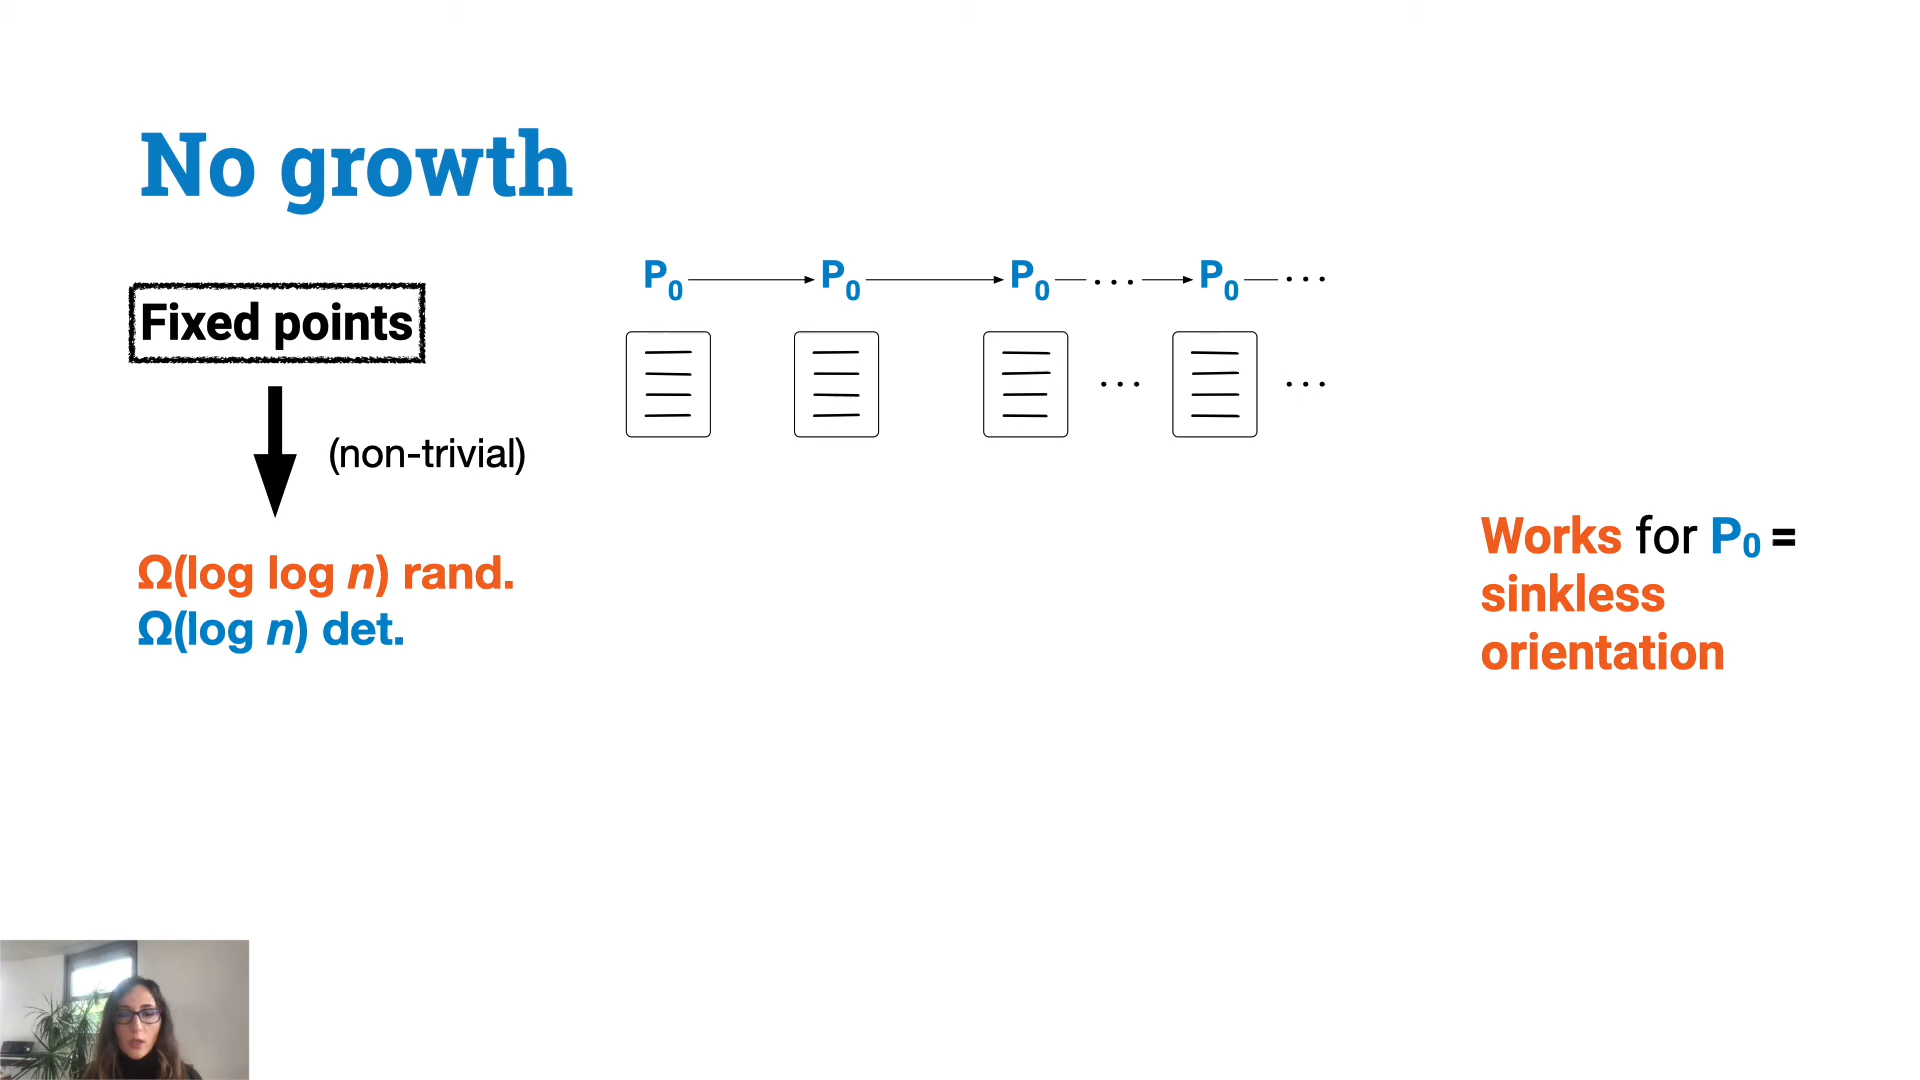 No growth
P₀ P₀ P₀ ... P₀ ...
Fixed points
... ...
(non-trivial)
Ω(log log n) rand.
Ω(log n) det.
Works for P₀ =
sinkless
orientation